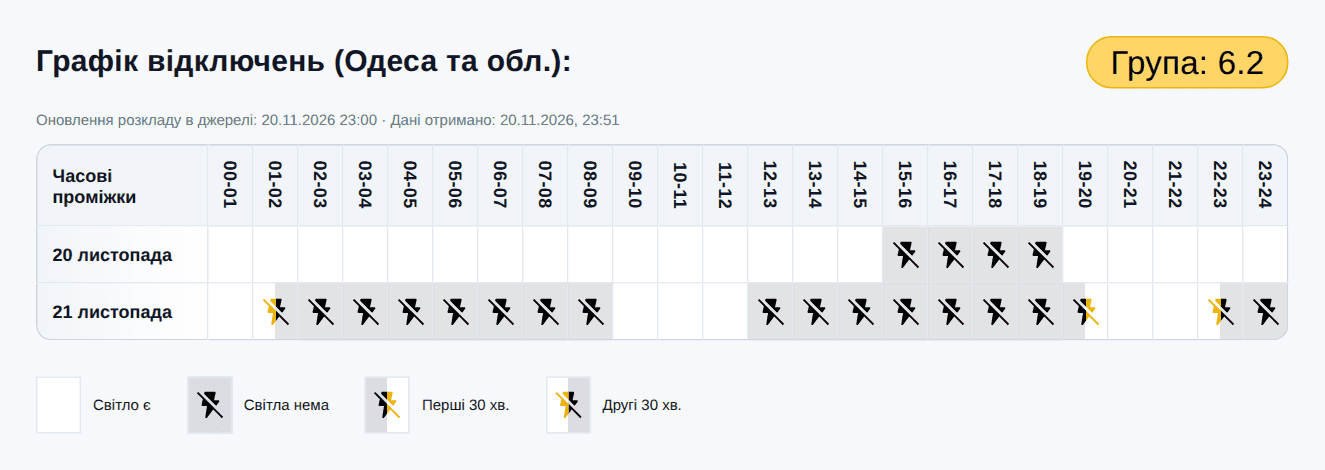 Графік відключень (Одеса та обл.):
Група: 6.2
Оновлення розкладу в джерелі: 20.11.2026 23:00 · Дані отримано: 20.11.2026, 23:51
Часові
проміжки
00-01
01-02
02-03
03-04
04-05
05-06
06-07
07-08
08-09
09-10
10-11
11-12
12-13
13-14
14-15
15-16
16-17
17-18
18-19
19-20
20-21
21-22
22-23
23-24
20 листопада
21 листопада
Світло є
Світла нема
Перші 30 хв.
Другі 30 хв.